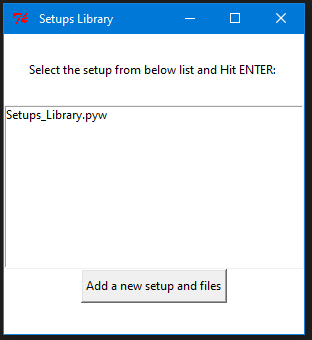 Setups Library
Select the setup from below list and Hit ENTER:
Setups_Library.pyw
Add a new setup and files